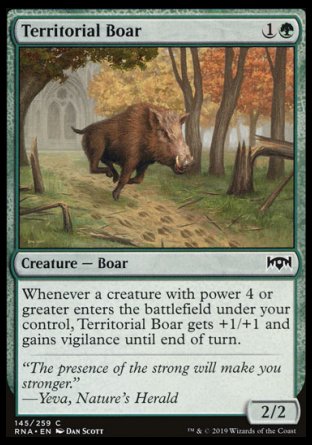 Territorial Boar 1
Creature — Boar
Whenever a creature with power 4 or
greater enters the battlefield under your
control, Territorial Boar gets +1/+1 and
gains vigilance until end of turn.
"The presence of the strong will make you
stronger."
—Yeva, Nature's Herald
2/2
145/259 C
RNA • EN Dan Scott ™ & © 2019 Wizards of the Coast